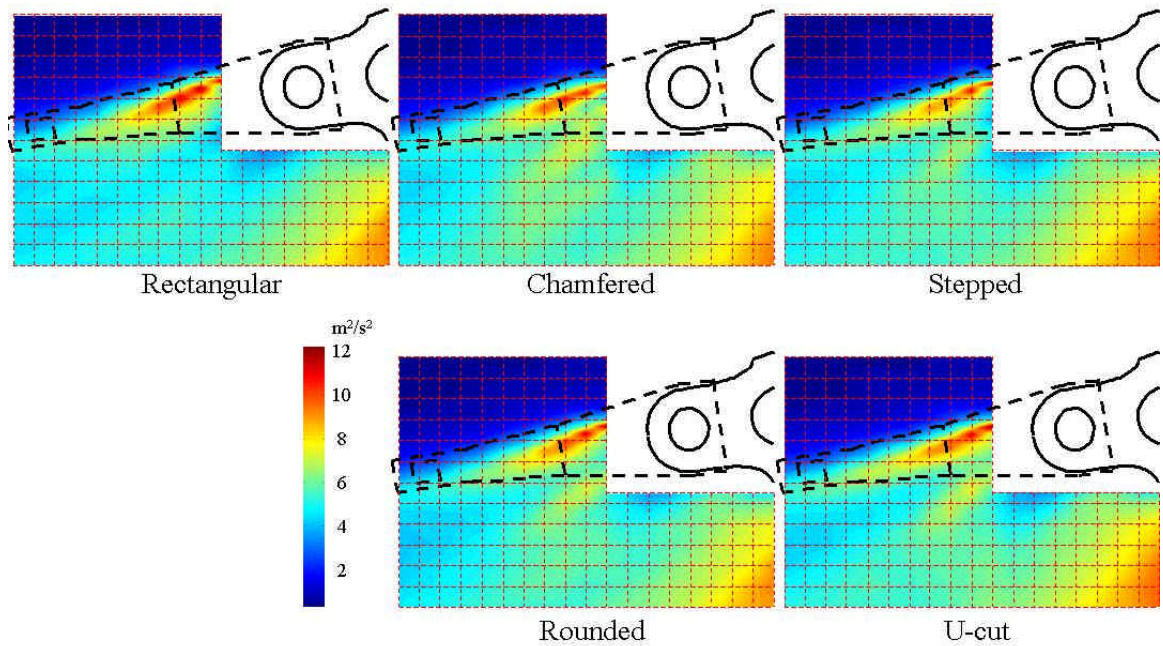 Rectangular
Chamfered
Stepped
m²/s²
12
10
8
6
4
2
Rounded
U-cut